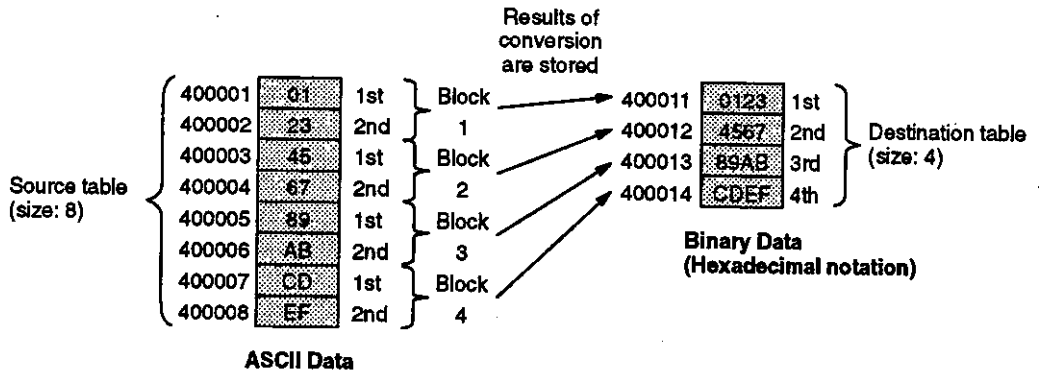 Results of
conversion
are stored
400001 01 1st
400002 23 2nd
400003 45 1st
400004 67 2nd
400005 89 1st
400006 AB 2nd
400007 CD 1st
400008 EF 2nd
Source table
(size: 8)
Block
1
Block
2
Block
3
Block
4
ASCII Data
400011 0123 1st
400012 4567 2nd
400013 89AB 3rd
400014 CDEF 4th
Destination table
(size: 4)
Binary Data
(Hexadecimal notation)